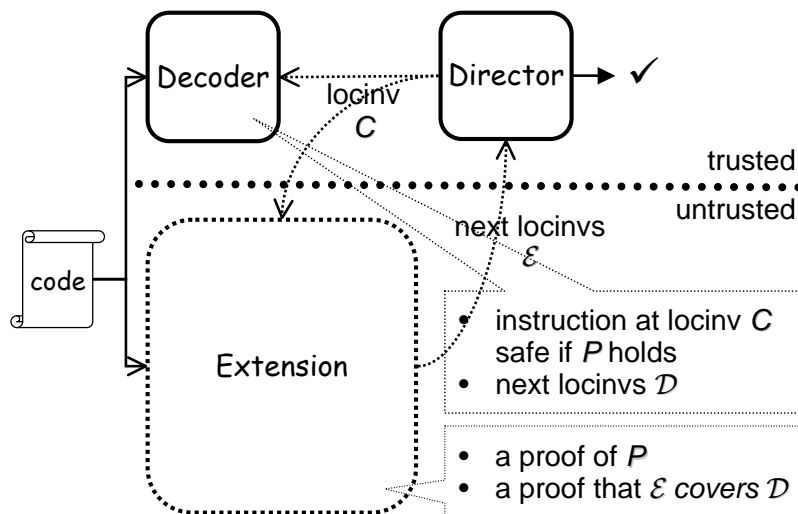 Decoder
Director
✓
locinv
C
trusted
untrusted
next locinvs
ℰ
code
Extension
• instruction at locinv C
safe if P holds
• next locinvs 𝒟
• a proof of P
• a proof that ℰ covers 𝒟